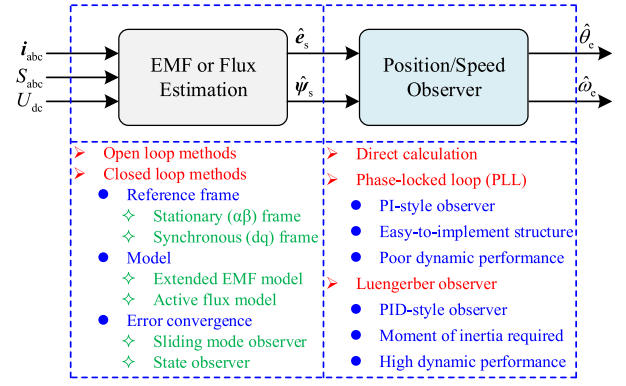 i_abc
S_abc
U_dc
EMF or Flux
Estimation
ê_s
ψ̂_s
Position/Speed
Observer
θ̂_e
ω̂_e
➢ Open loop methods
➢ Closed loop methods
● Reference frame
✧ Stationary (αβ) frame
✧ Synchronous (dq) frame
● Model
✧ Extended EMF model
✧ Active flux model
● Error convergence
✧ Sliding mode observer
✧ State observer
➢ Direct calculation
➢ Phase-locked loop (PLL)
● PI-style observer
● Easy-to-implement structure
● Poor dynamic performance
➢ Luengerber observer
● PID-style observer
● Moment of inertia required
● High dynamic performance